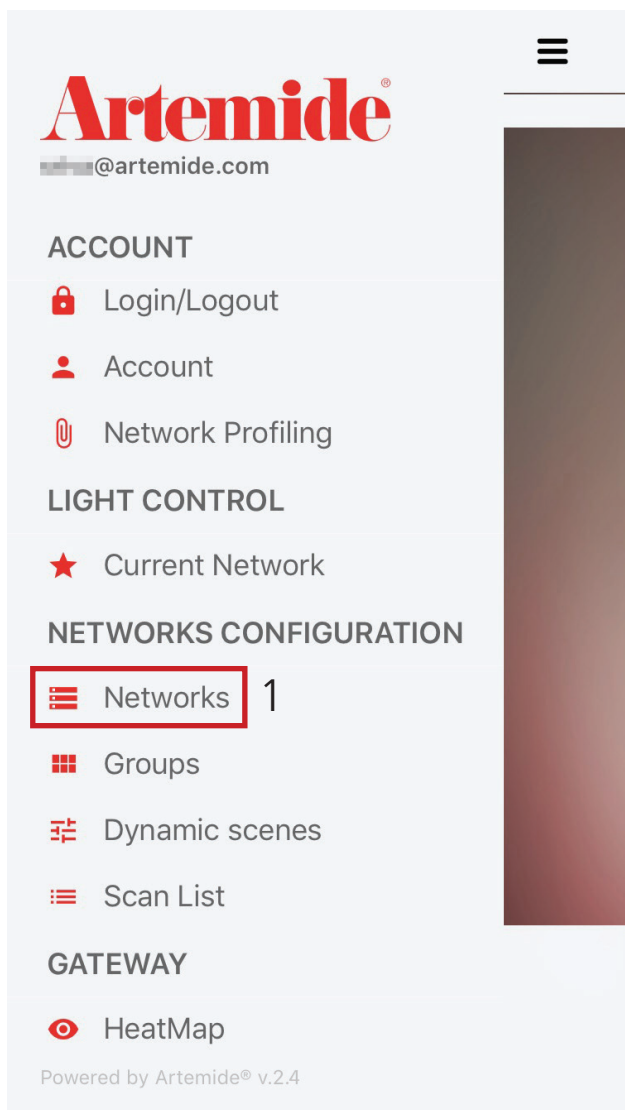 Artemide®
@artemide.com
ACCOUNT
Login/Logout
Account
Network Profiling
LIGHT CONTROL
Current Network
NETWORKS CONFIGURATION
Networks 1
Groups
Dynamic scenes
Scan List
GATEWAY
HeatMap
Powered by Artemide® v.2.4